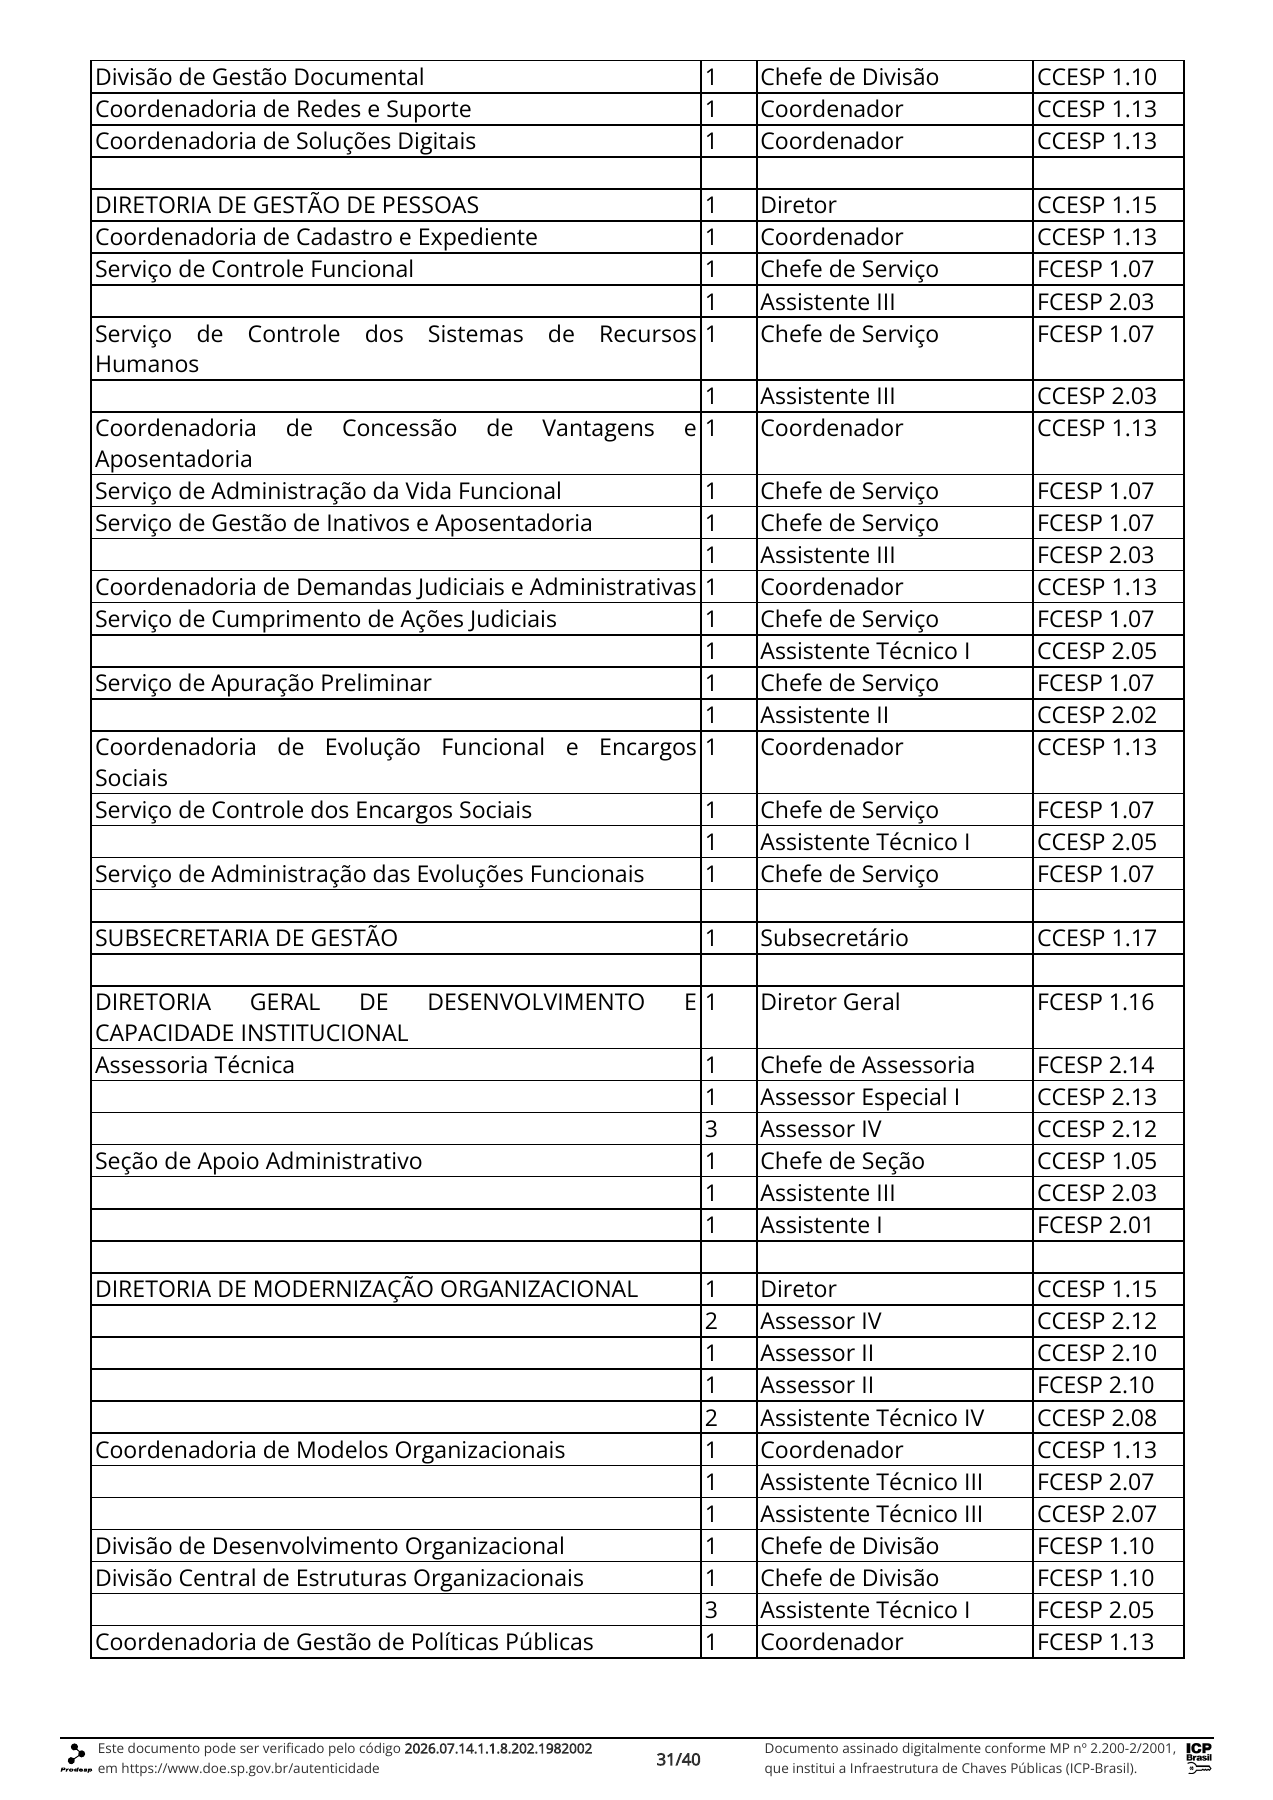 Divisão de Gestão Documental 1 Chefe de Divisão CCESP 1.10
Coordenadoria de Redes e Suporte 1 Coordenador CCESP 1.13
Coordenadoria de Soluções Digitais 1 Coordenador CCESP 1.13
DIRETORIA DE GESTÃO DE PESSOAS 1 Diretor CCESP 1.15
Coordenadoria de Cadastro e Expediente 1 Coordenador CCESP 1.13
Serviço de Controle Funcional 1 Chefe de Serviço FCESP 1.07
1 Assistente III FCESP 2.03
Serviço de Controle dos Sistemas de Recursos 1 Chefe de Serviço FCESP 1.07
Humanos
1 Assistente III CCESP 2.03
Coordenadoria de Concessão de Vantagens e 1 Coordenador CCESP 1.13
Aposentadoria
Serviço de Administração da Vida Funcional 1 Chefe de Serviço FCESP 1.07
Serviço de Gestão de Inativos e Aposentadoria 1 Chefe de Serviço FCESP 1.07
1 Assistente III FCESP 2.03
Coordenadoria de Demandas Judiciais e Administrativas 1 Coordenador CCESP 1.13
Serviço de Cumprimento de Ações Judiciais 1 Chefe de Serviço FCESP 1.07
1 Assistente Técnico I CCESP 2.05
Serviço de Apuração Preliminar 1 Chefe de Serviço FCESP 1.07
1 Assistente II CCESP 2.02
Coordenadoria de Evolução Funcional e Encargos 1 Coordenador CCESP 1.13
Sociais
Serviço de Controle dos Encargos Sociais 1 Chefe de Serviço FCESP 1.07
1 Assistente Técnico I CCESP 2.05
Serviço de Administração das Evoluções Funcionais 1 Chefe de Serviço FCESP 1.07
SUBSECRETARIA DE GESTÃO 1 Subsecretário CCESP 1.17
DIRETORIA GERAL DE DESENVOLVIMENTO E 1 Diretor Geral FCESP 1.16
CAPACIDADE INSTITUCIONAL
Assessoria Técnica 1 Chefe de Assessoria FCESP 2.14
1 Assessor Especial I CCESP 2.13
3 Assessor IV CCESP 2.12
Seção de Apoio Administrativo 1 Chefe de Seção CCESP 1.05
1 Assistente III CCESP 2.03
1 Assistente I FCESP 2.01
DIRETORIA DE MODERNIZAÇÃO ORGANIZACIONAL 1 Diretor CCESP 1.15
2 Assessor IV CCESP 2.12
1 Assessor II CCESP 2.10
1 Assessor II FCESP 2.10
2 Assistente Técnico IV CCESP 2.08
Coordenadoria de Modelos Organizacionais 1 Coordenador CCESP 1.13
1 Assistente Técnico III FCESP 2.07
1 Assistente Técnico III CCESP 2.07
Divisão de Desenvolvimento Organizacional 1 Chefe de Divisão FCESP 1.10
Divisão Central de Estruturas Organizacionais 1 Chefe de Divisão FCESP 1.10
3 Assistente Técnico I FCESP 2.05
Coordenadoria de Gestão de Políticas Públicas 1 Coordenador FCESP 1.13
Prodesp
Este documento pode ser verificado pelo código 2026.07.14.1.1.8.202.1982002
em https://www.doe.sp.gov.br/autenticidade
31/40
Documento assinado digitalmente conforme MP nº 2.200-2/2001,
que institui a Infraestrutura de Chaves Públicas (ICP-Brasil).
ICP
Brasil